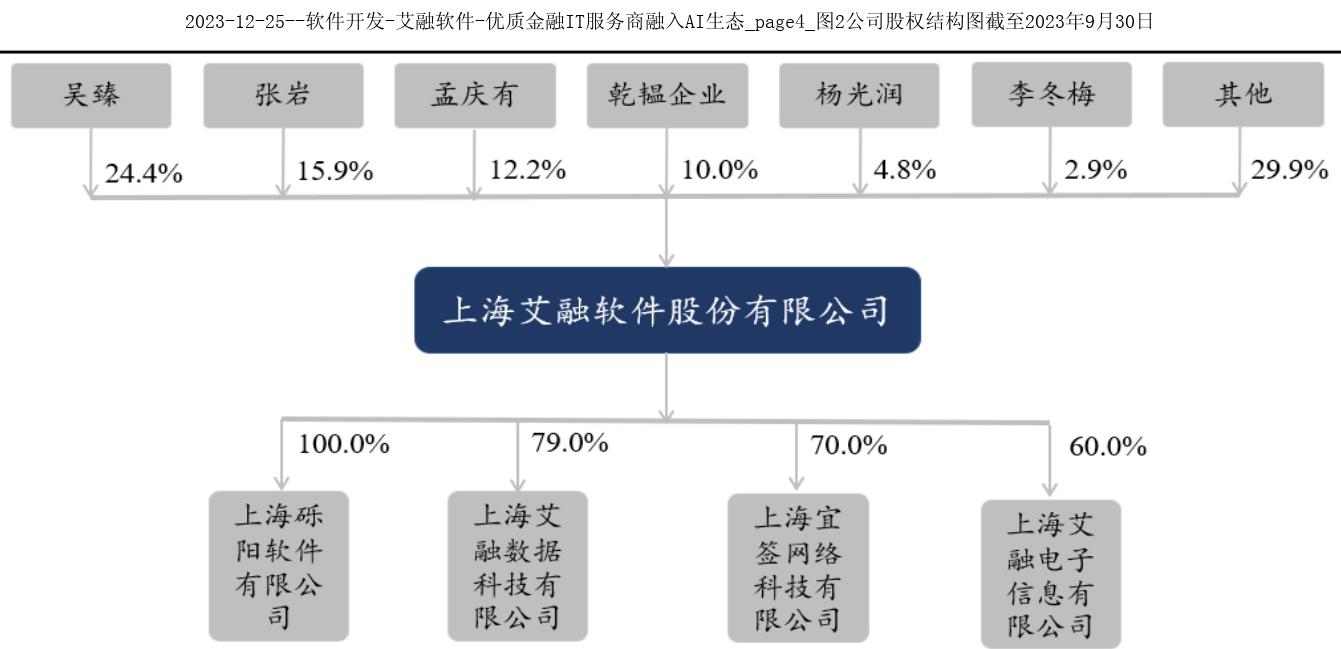 2023-12-25--软件开发-艾融软件-优质金融IT服务商融入AI生态_page4_图2公司股权结构图截至2023年9月30日
吴臻
张岩
孟庆有
乾韫企业
杨光润
李冬梅
其他
24.4%
15.9%
12.2%
10.0%
4.8%
2.9%
29.9%
上海艾融软件股份有限公司
100.0%
79.0%
70.0%
60.0%
上海砾
阳软件
有限公
司
上海艾
融数据
科技有
限公司
上海宜
签网络
科技有
限公司
上海艾
融电子
信息有
限公司